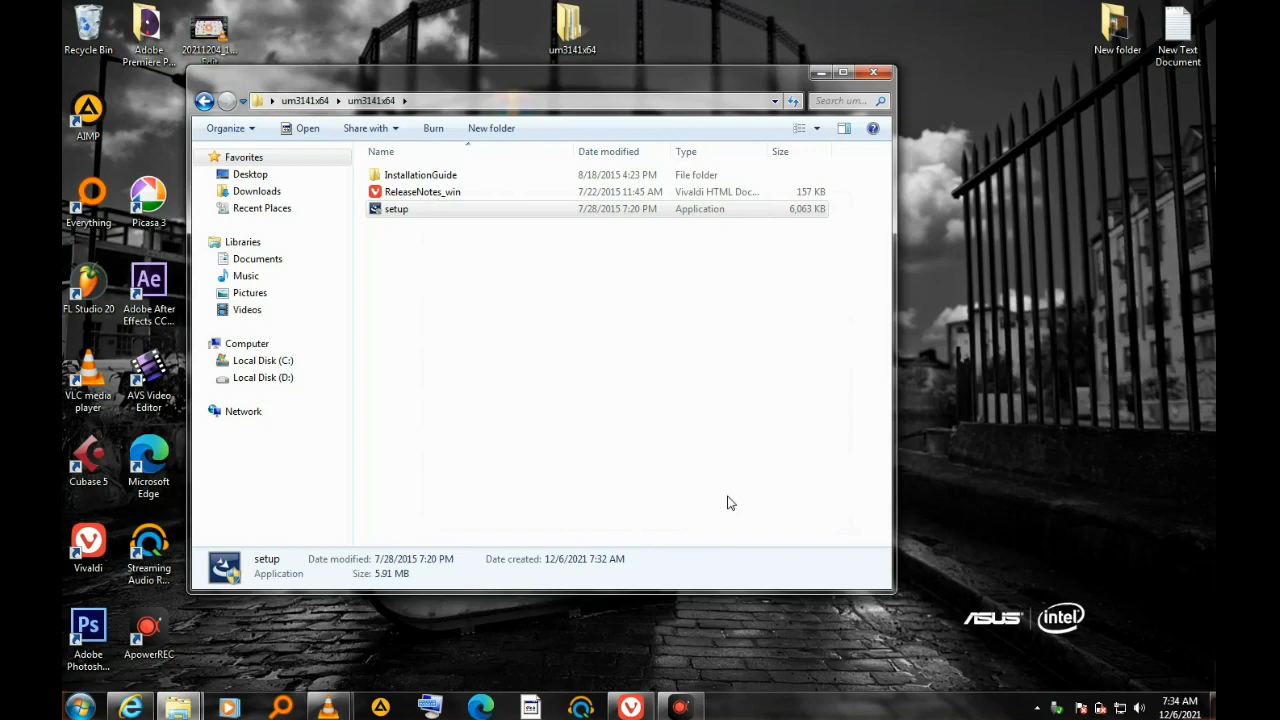 Recycle Bin
Adobe
Premiere P...
20211204_1...
Edit
um3141x64
New folder
New Text
Document
AIMP
Everything
Picasa 3
FL Studio 20
Adobe After
Effects CC...
VLC media
player
AVS Video
Editor
Cubase 5
Microsoft
Edge
Vivaldi
Streaming
Audio R...
Adobe
Photosh...
ApowerREC
um3141x64
um3141x64
Search um...
Organize
Open
Share with
Burn
New folder
Name
Date modified
Type
Size
InstallationGuide
8/18/2015 4:23 PM
File folder
ReleaseNotes_win
7/22/2015 11:45 AM
Vivaldi HTML Doc...
157 KB
setup
7/28/2015 7:20 PM
Application
6,063 KB
Favorites
Desktop
Downloads
Recent Places
Libraries
Documents
Music
Pictures
Videos
Computer
Local Disk (C:)
Local Disk (D:)
Network
setup
Date modified: 7/28/2015 7:20 PM
Date created: 12/6/2021 7:32 AM
Application
Size: 5.91 MB
ASUS
intel
7:34 AM
12/6/2021